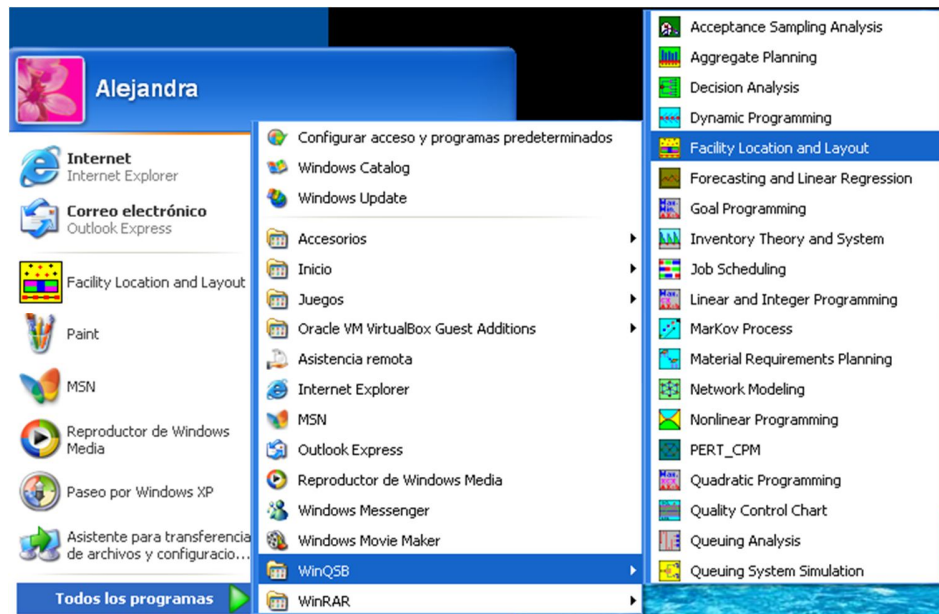 Alejandra
Internet
Internet Explorer
Correo electrónico
Outlook Express
Facility Location and Layout
Paint
MSN
Reproductor de Windows
Media
Paseo por Windows XP
Asistente para transferencia
de archivos y configuracio...
Todos los programas
Configurar acceso y programas predeterminados
Windows Catalog
Windows Update
Accesorios
Inicio
Juegos
Oracle VM VirtualBox Guest Additions
Asistencia remota
Internet Explorer
MSN
Outlook Express
Reproductor de Windows Media
Windows Messenger
Windows Movie Maker
WinQSB
WinRAR
Acceptance Sampling Analysis
Aggregate Planning
Decision Analysis
Dynamic Programming
Facility Location and Layout
Forecasting and Linear Regression
Goal Programming
Inventory Theory and System
Job Scheduling
Linear and Integer Programming
MarKov Process
Material Requirements Planning
Network Modeling
Nonlinear Programming
PERT_CPM
Quadratic Programming
Quality Control Chart
Queuing Analysis
Queuing System Simulation